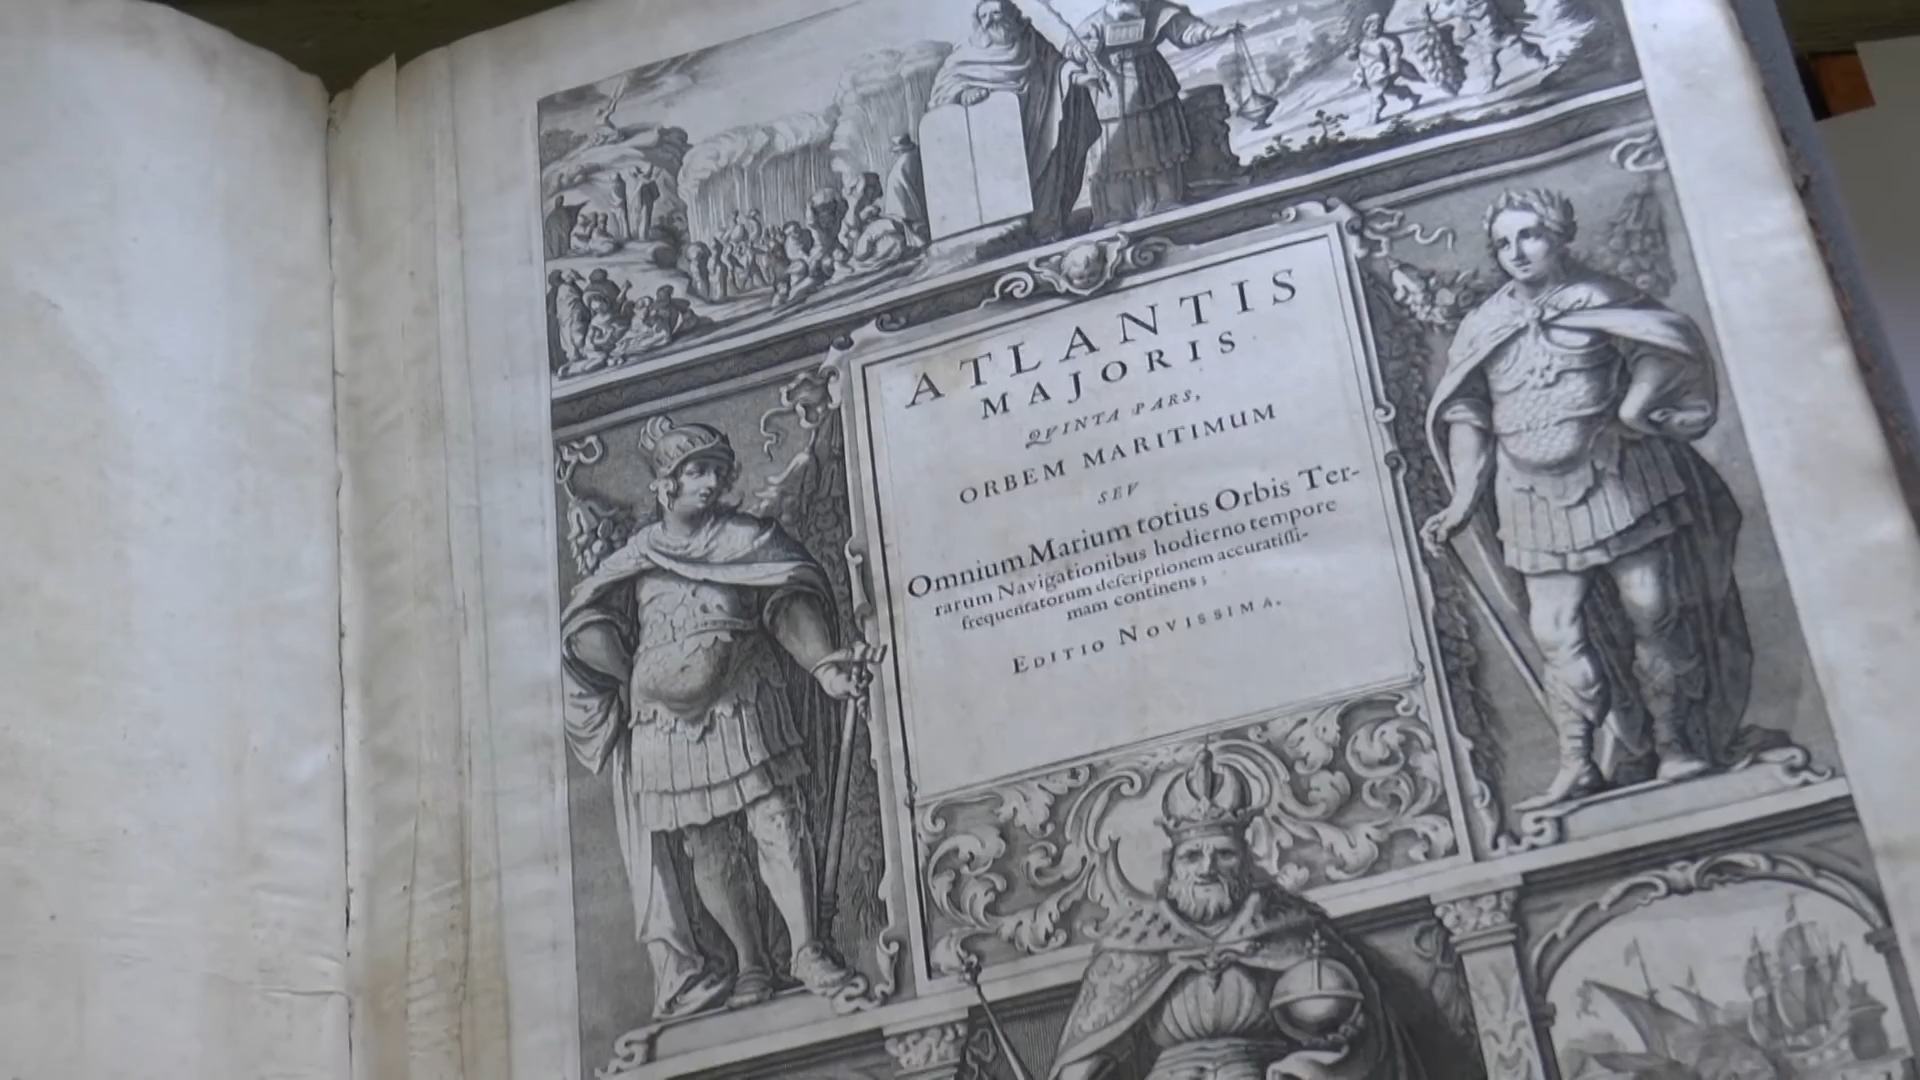 ATLANTIS
MAJORIS
QVINTA PARS,
ORBEM MARITIMUM
SEV
Omnium Marium totius Orbis Ter-
rarum Navigationibus hodierno tempore
frequentatorum deſcriptionem accuratiſſi-
mam continens;
EDITIO NOVISSIMA.